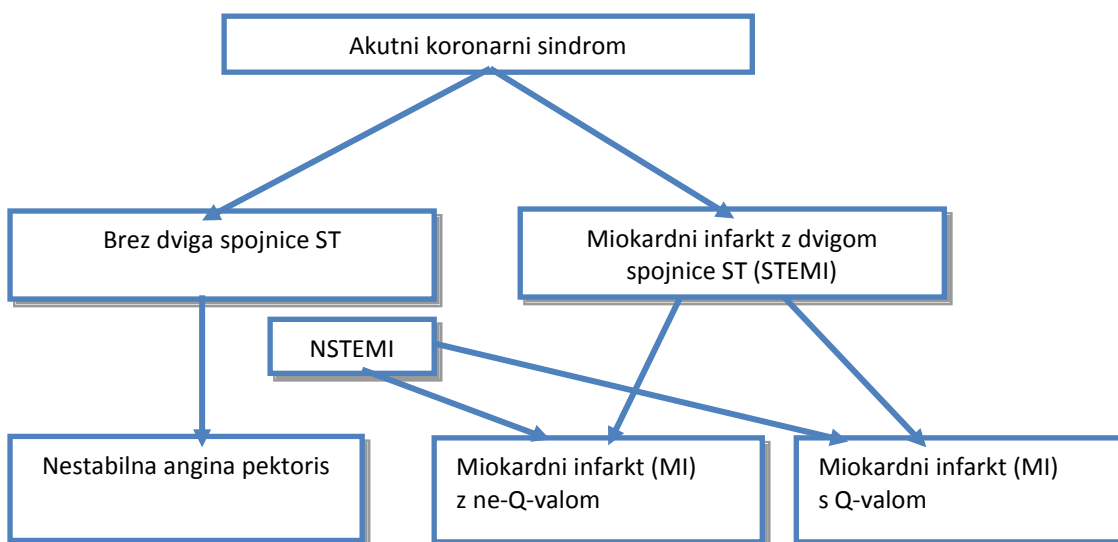 Akutni koronarni sindrom
Brez dviga spojnice ST
Miokardni infarkt z dvigom
spojnice ST (STEMI)
NSTEMI
Nestabilna angina pektoris
Miokardni infarkt (MI)
z ne-Q-valom
Miokardni infarkt (MI)
s Q-valom